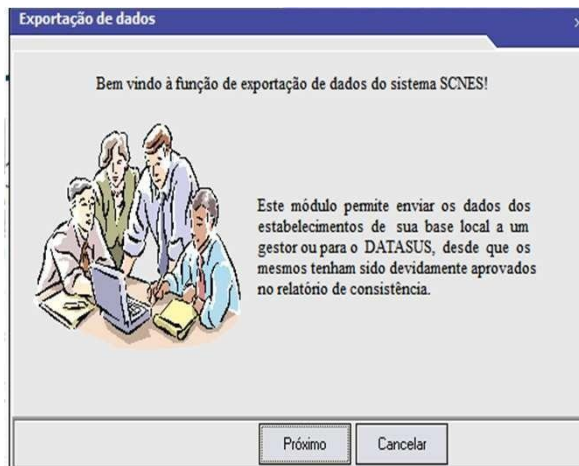 Exportação de dados
Bem vindo à função de exportação de dados do sistema SCNES!
Este módulo permite enviar os dados dos
estabelecimentos de sua base local a um
gestor ou para o DATASUS, desde que os
mesmos tenham sido devidamente aprovados
no relatório de consistência.
Próximo
Cancelar